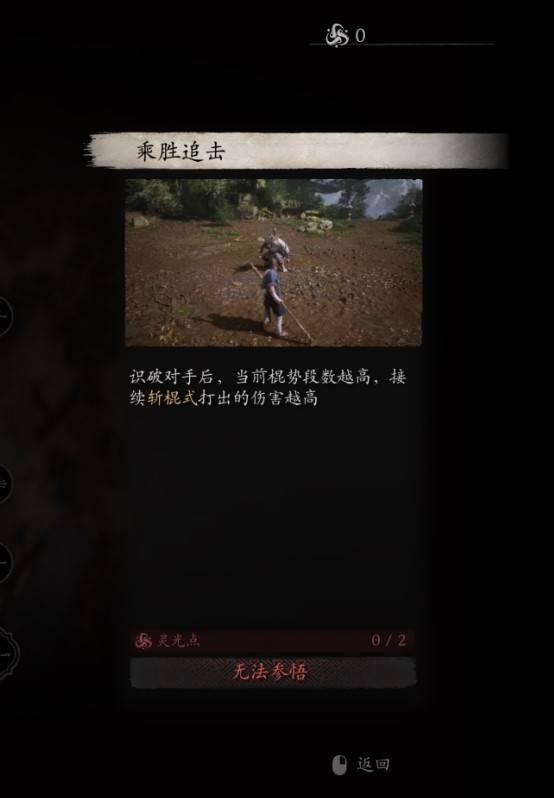 0
乘胜追击
识破对手后，当前棍势段数越高，接
续斩棍式打出的伤害越高
灵光点 0/2
无法参悟
返回